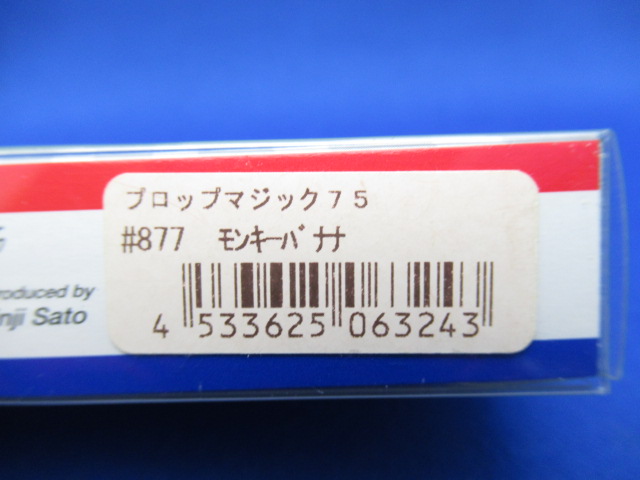 プロップマジック７５
#877 ﾓﾝｷｰﾊﾞﾅﾅ
4 533625 063243
roduced by
nji Sato